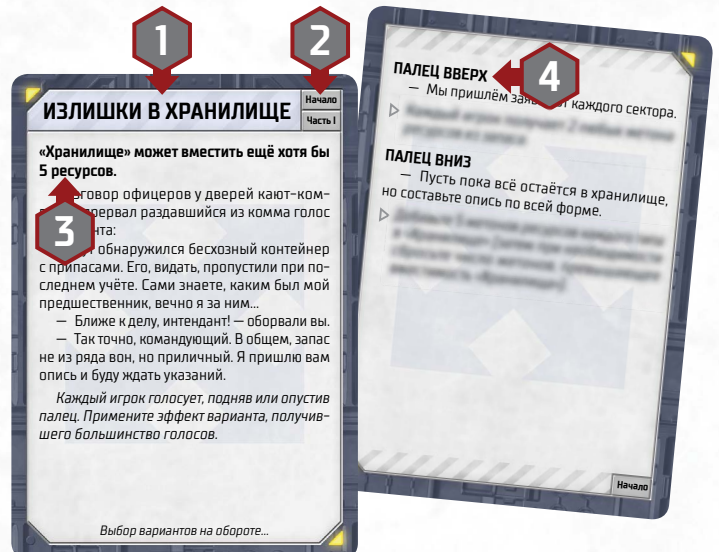 1
2
ИЗЛИШКИ В ХРАНИЛИЩЕ
Начало
Часть I
«Хранилище» может вместить ещё хотя бы
5 ресурсов.
офицеров у дверей кают-ком-
раздавшийся из комма голос
3
обнаружился бесхозный контейнер
с припасами. Его, видать, пропустили при по-
следнем учёте. Сами знаете, каким был мой
предшественник, вечно я за ним...
— Ближе к делу, интендант! — оборвали вы.
— Так точно, командующий. В общем, запас
не из ряда вон, но приличный. Я пришлю вам
опись и буду ждать указаний.
Каждый игрок голосует, подняв или опустив
палец. Примените эффект варианта, получив-
шего большинство голосов.
Выбор вариантов на обороте...
ПАЛЕЦ ВВЕРХ
4
— Мы пришлём каждого сектора.
ПАЛЕЦ ВНИЗ
— Пусть пока всё остаётся в хранилище,
но составьте опись по всей форме.
Начало